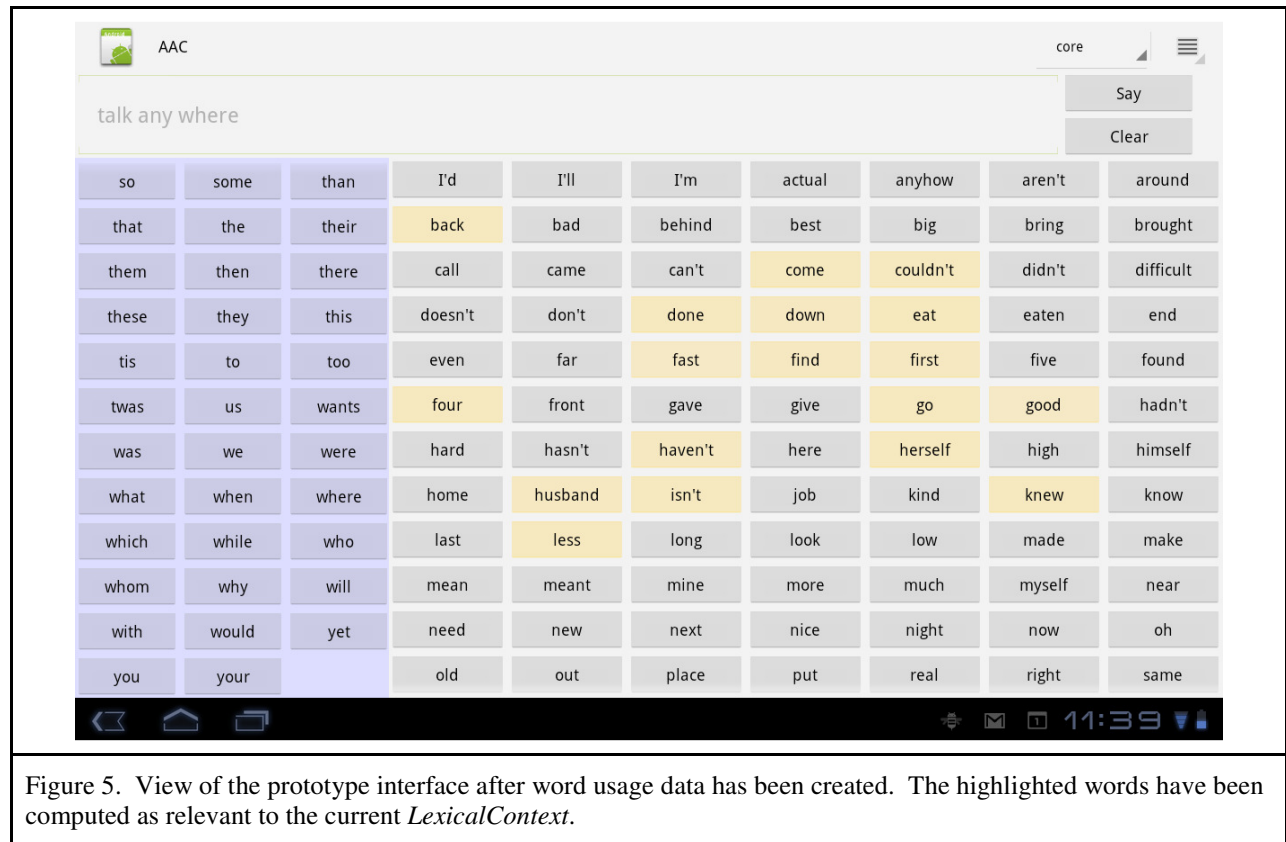 AAC core
talk any where
Say
Clear
so some than I'd I'll I'm actual anyhow aren't around
that the their back bad behind best big bring brought
them then there call came can't come couldn't didn't difficult
these they this doesn't don't done down eat eaten end
tis to too even far fast find first five found
twas us wants four front gave give go good hadn't
was we were hard hasn't haven't here herself high himself
what when where home husband isn't job kind knew know
which while who last less long look low made make
whom why will mean meant mine more much myself near
with would yet need new next nice night now oh
you your old out place put real right same
1 11:39
Figure 5. View of the prototype interface after word usage data has been created. The highlighted words have been
computed as relevant to the current LexicalContext.